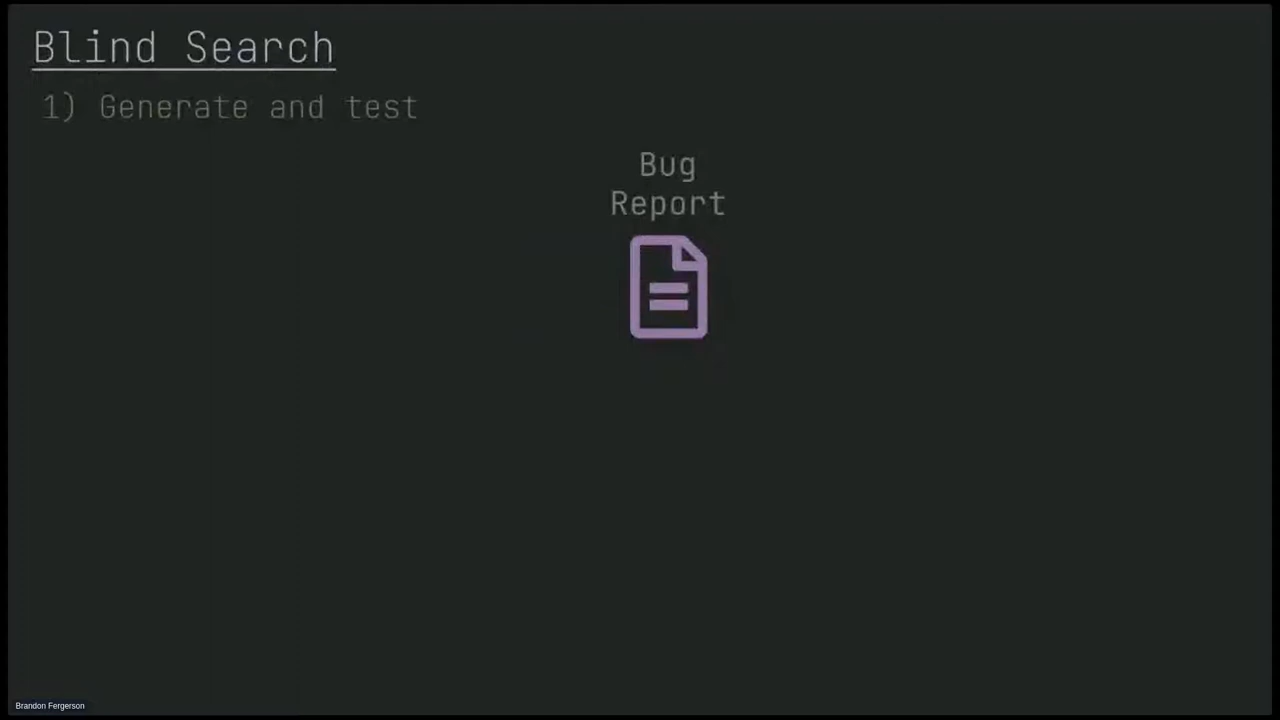 Blind Search
1) Generate and test
Bug
Report
Brandon Fergerson